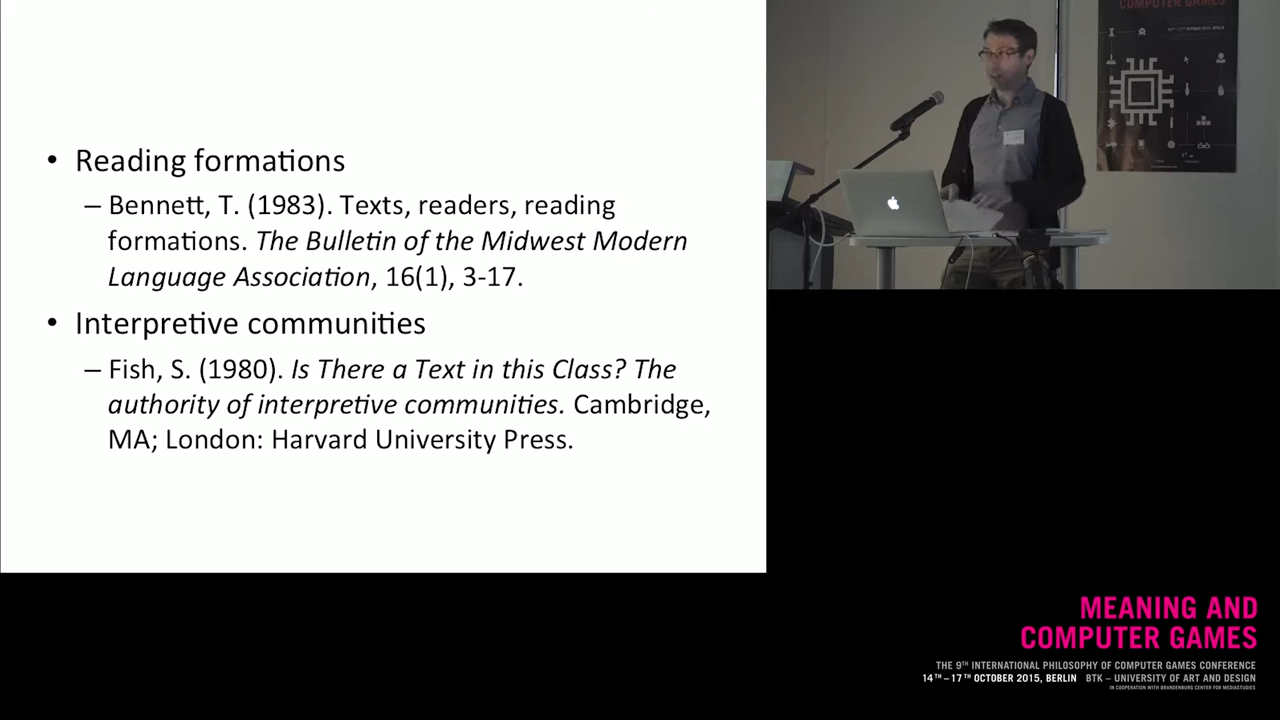 • Reading formations
– Bennett, T. (1983). Texts, readers, reading
formations. The Bulletin of the Midwest Modern
Language Association, 16(1), 3-17.
• Interpretive communities
– Fish, S. (1980). Is There a Text in this Class? The
authority of interpretive communities. Cambridge,
MA; London: Harvard University Press.
COMPUTER GAMES
MEANING AND
COMPUTER GAMES
THE 9TH INTERNATIONAL PHILOSOPHY OF COMPUTER GAMES CONFERENCE
14TH – 17TH OCTOBER 2015, BERLIN BTK – UNIVERSITY OF ART AND DESIGN
IN COOPERATION WITH BRANDENBURG CENTER FOR MEDIASTUDIES